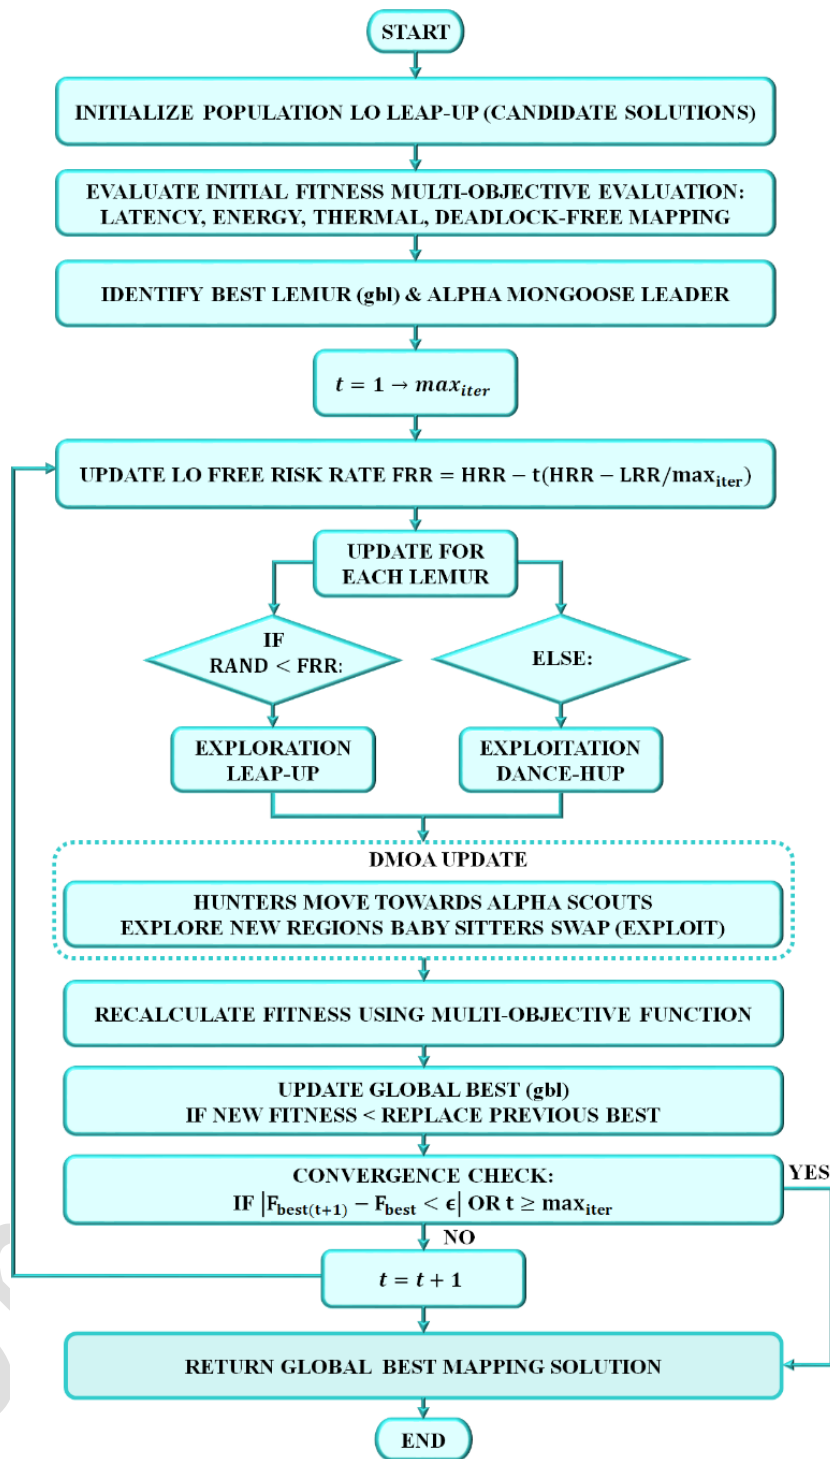 START
INITIALIZE POPULATION LO LEAP-UP (CANDIDATE SOLUTIONS)
EVALUATE INITIAL FITNESS MULTI-OBJECTIVE EVALUATION:
LATENCY, ENERGY, THERMAL, DEADLOCK-FREE MAPPING
IDENTIFY BEST LEMUR (gbl) & ALPHA MONGOOSE LEADER
t = 1 → max_iter
UPDATE LO FREE RISK RATE FRR = HRR − t(HRR − LRR/max_iter)
UPDATE FOR
EACH LEMUR
IF
RAND < FRR:
ELSE:
EXPLORATION
LEAP-UP
EXPLOITATION
DANCE-HUP
DMOA UPDATE
HUNTERS MOVE TOWARDS ALPHA SCOUTS
EXPLORE NEW REGIONS BABY SITTERS SWAP (EXPLOIT)
RECALCULATE FITNESS USING MULTI-OBJECTIVE FUNCTION
UPDATE GLOBAL BEST (gbl)
IF NEW FITNESS < REPLACE PREVIOUS BEST
CONVERGENCE CHECK:
IF |F_best(t+1) − F_best < ϵ| OR t ≥ max_iter
YES
NO
t = t + 1
RETURN GLOBAL BEST MAPPING SOLUTION
END